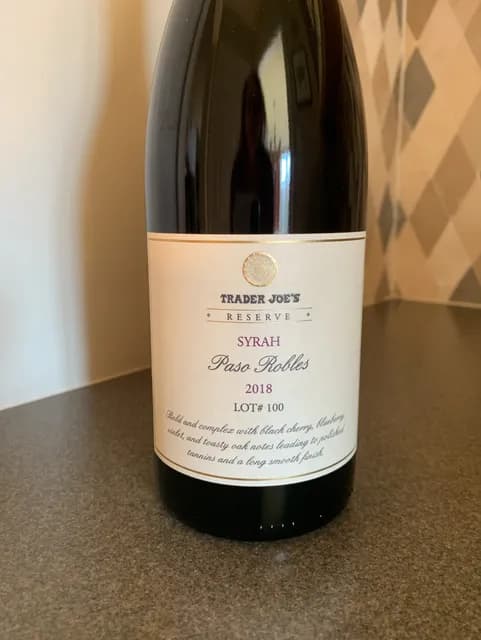 TRADER JOE'S
RESERVE
SYRAH
Paso Robles
2018
LOT# 100
Bold and complex with black cherry, blueberry,
violet, and toasty oak notes leading to polished
tannins and a long smooth finish.